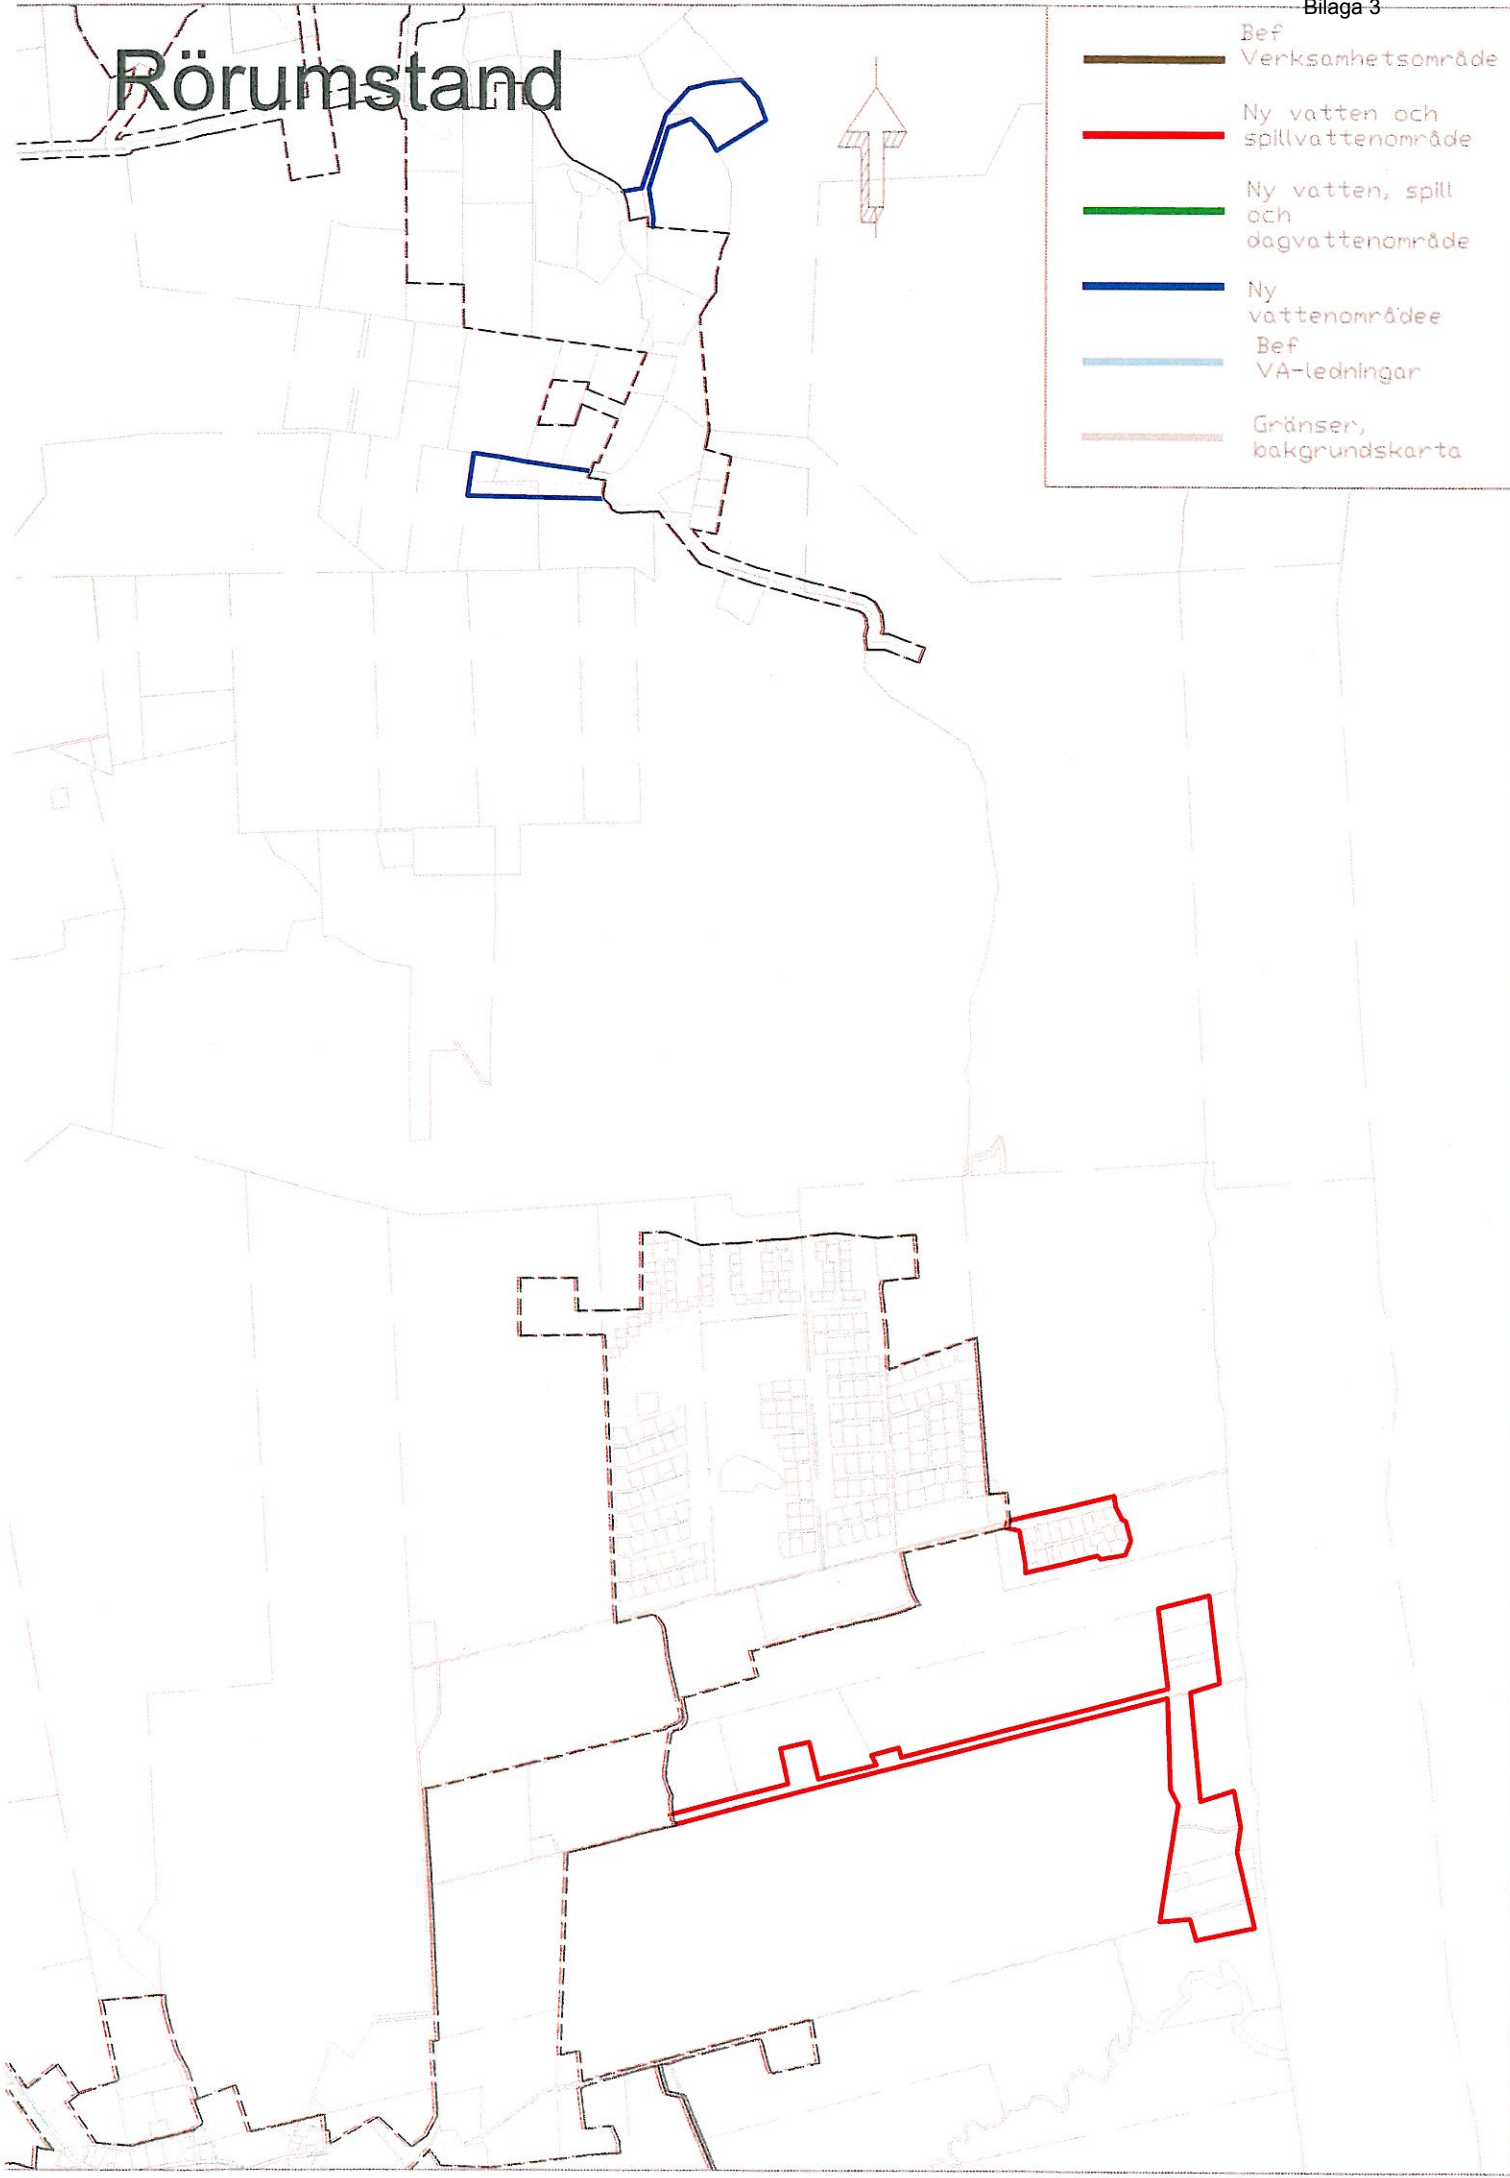 Bilaga 3
Rörumstand
Bef
Verksamhetsområde
Ny vatten och
spillvattenområde
Ny vatten, spill
och
dagvattenområde
Ny
vattenområdee
Bef
VA-ledningar
Gränser,
bakgrundskarta